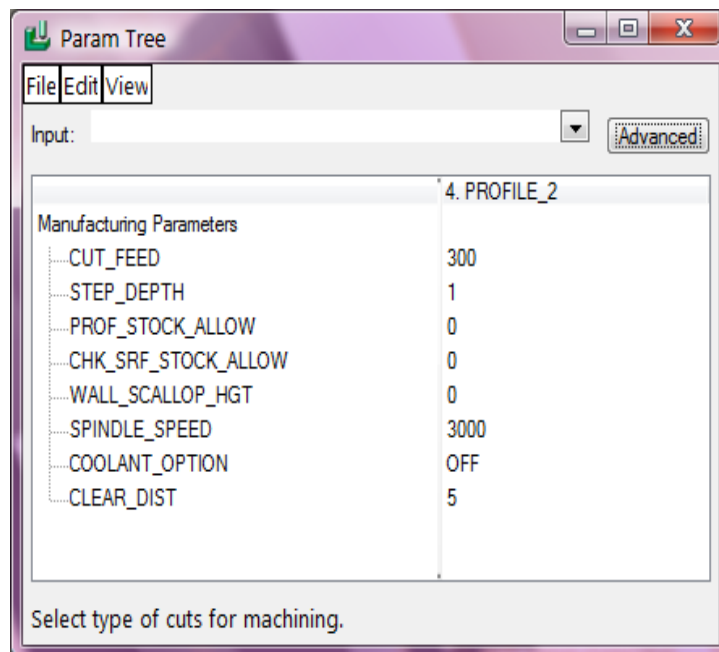 Param Tree
File Edit View
Input:
Advanced
4. PROFILE_2
Manufacturing Parameters
CUT_FEED 300
STEP_DEPTH 1
PROF_STOCK_ALLOW 0
CHK_SRF_STOCK_ALLOW 0
WALL_SCALLOP_HGT 0
SPINDLE_SPEED 3000
COOLANT_OPTION OFF
CLEAR_DIST 5
Select type of cuts for machining.